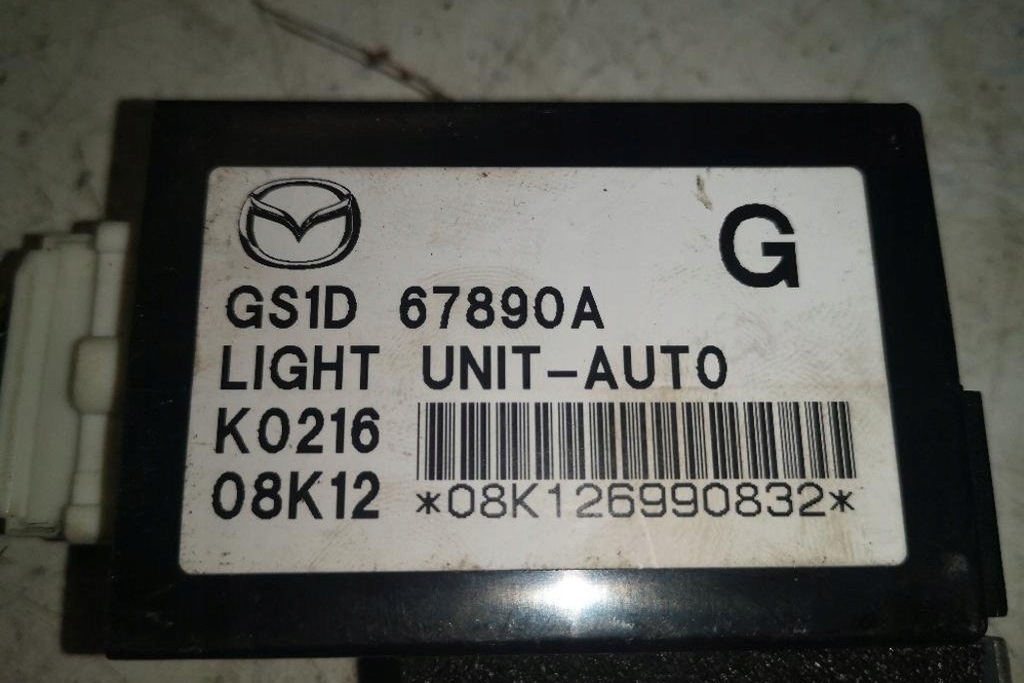 G
GS1D 67890A
LIGHT UNIT-AUTO
K0216
08K12
*08K126990832*